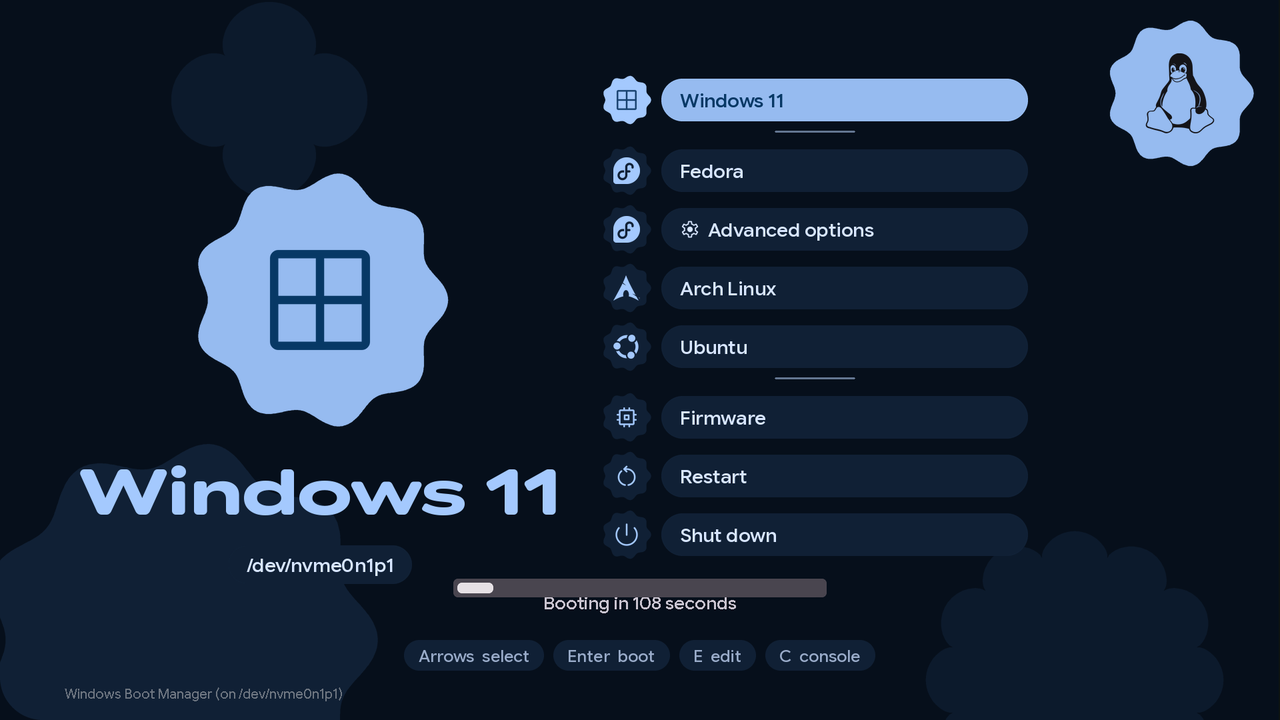 Windows 11
Fedora
Advanced options
Arch Linux
Ubuntu
Firmware
Restart
Shut down
Windows 11
/dev/nvme0n1p1
Booting in 108 seconds
Arrows select Enter boot E edit C console
Windows Boot Manager (on /dev/nvme0n1p1)